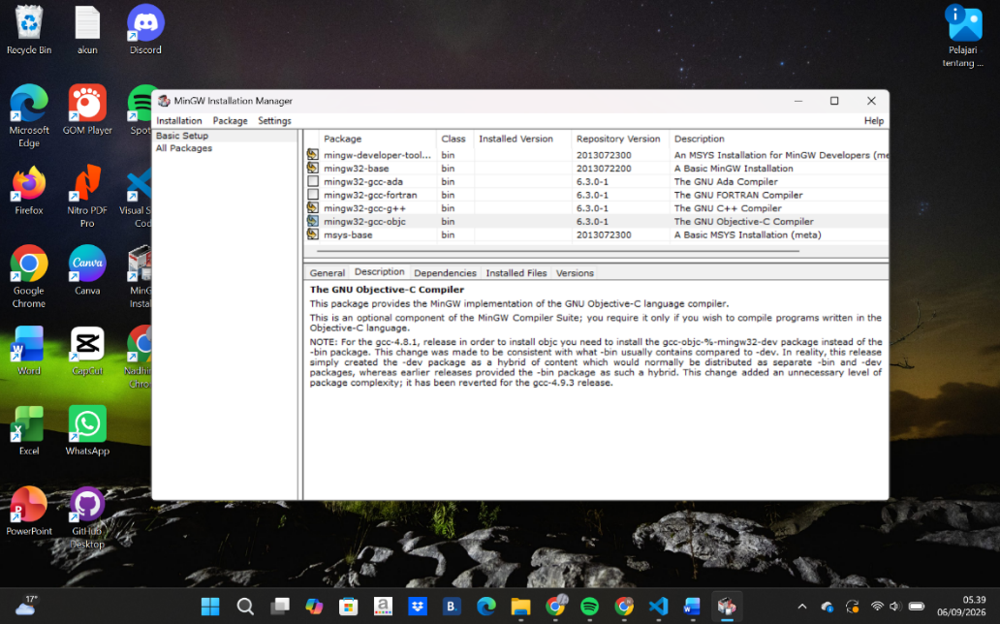 Recycle Bin
akun
Discord
Pelajari tentang ...
Microsoft Edge
GOM Player
Firefox
Nitro PDF Pro
Google Chrome
Canva
Word
CapCut
Excel
WhatsApp
PowerPoint
GitHub Desktop
MinGW Installation Manager
Installation Package Settings Help
Basic Setup
All Packages
Package Class Installed Version Repository Version Description
mingw-developer-tool... bin 2013072300 An MSYS Installation for MinGW Developers (me
mingw32-base bin 2013072200 A Basic MinGW Installation
mingw32-gcc-ada bin 6.3.0-1 The GNU Ada Compiler
mingw32-gcc-fortran bin 6.3.0-1 The GNU FORTRAN Compiler
mingw32-gcc-g++ bin 6.3.0-1 The GNU C++ Compiler
mingw32-gcc-objc bin 6.3.0-1 The GNU Objective-C Compiler
msys-base bin 2013072300 A Basic MSYS Installation (meta)
General Description Dependencies Installed Files Versions
The GNU Objective-C Compiler
This package provides the MinGW implementation of the GNU Objective-C language compiler.
This is an optional component of the MinGW Compiler Suite; you require it only if you wish to compile programs written in the
Objective-C language.
NOTE: For the gcc-4.8.1, release in order to install objc you need to install the gcc-objc-%-mingw32-dev package instead of the
-bin package. This change was made to be consistent with what -bin usually contains compared to -dev. In reality, this release
simply created the -dev package as a hybrid of content which would normally be distributed as separate -bin and -dev
packages, whereas earlier releases provided the -bin package as such a hybrid. This change added an unnecessary level of
package complexity; it has been reverted for the gcc-4.9.3 release.
17°
05.39
06/09/2025